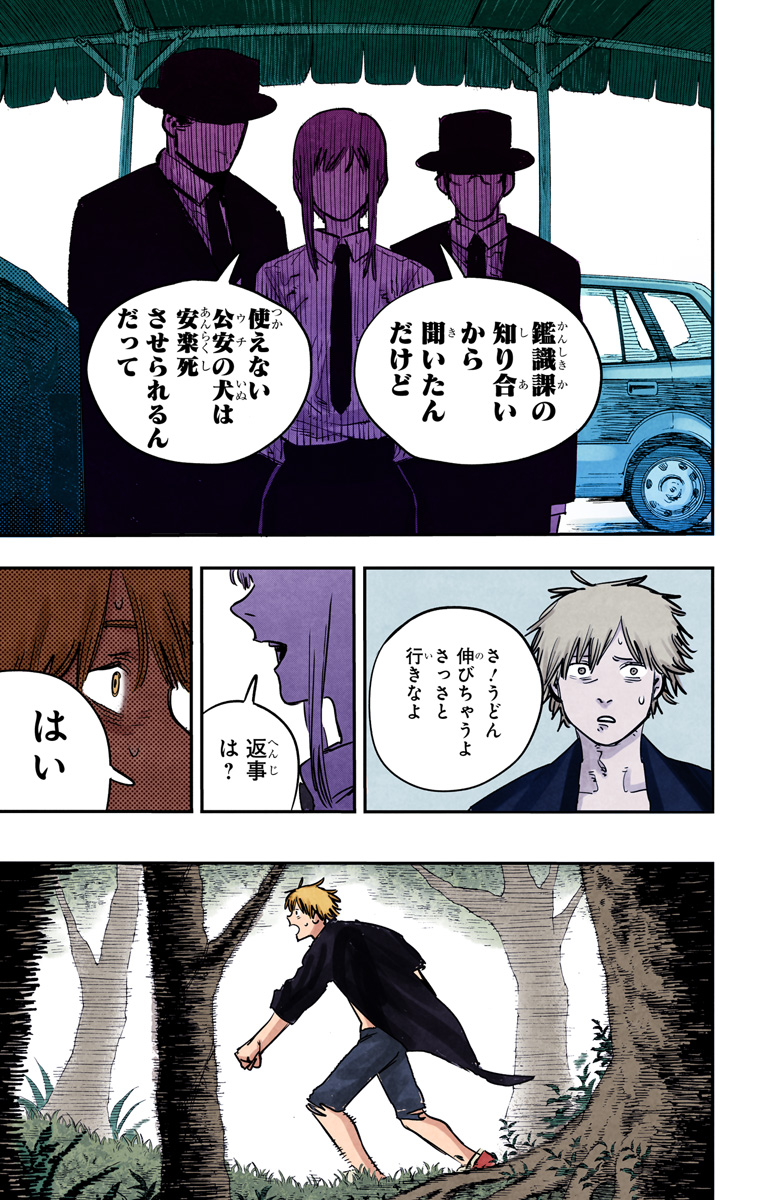 鑑識課の
知り合い
から
聞いたん
だけど
使えない
公安の犬は
安楽死
させられるん
だって
さ!うどん
伸びちゃうよ
さっさと
行きなよ
返事
は?
はい